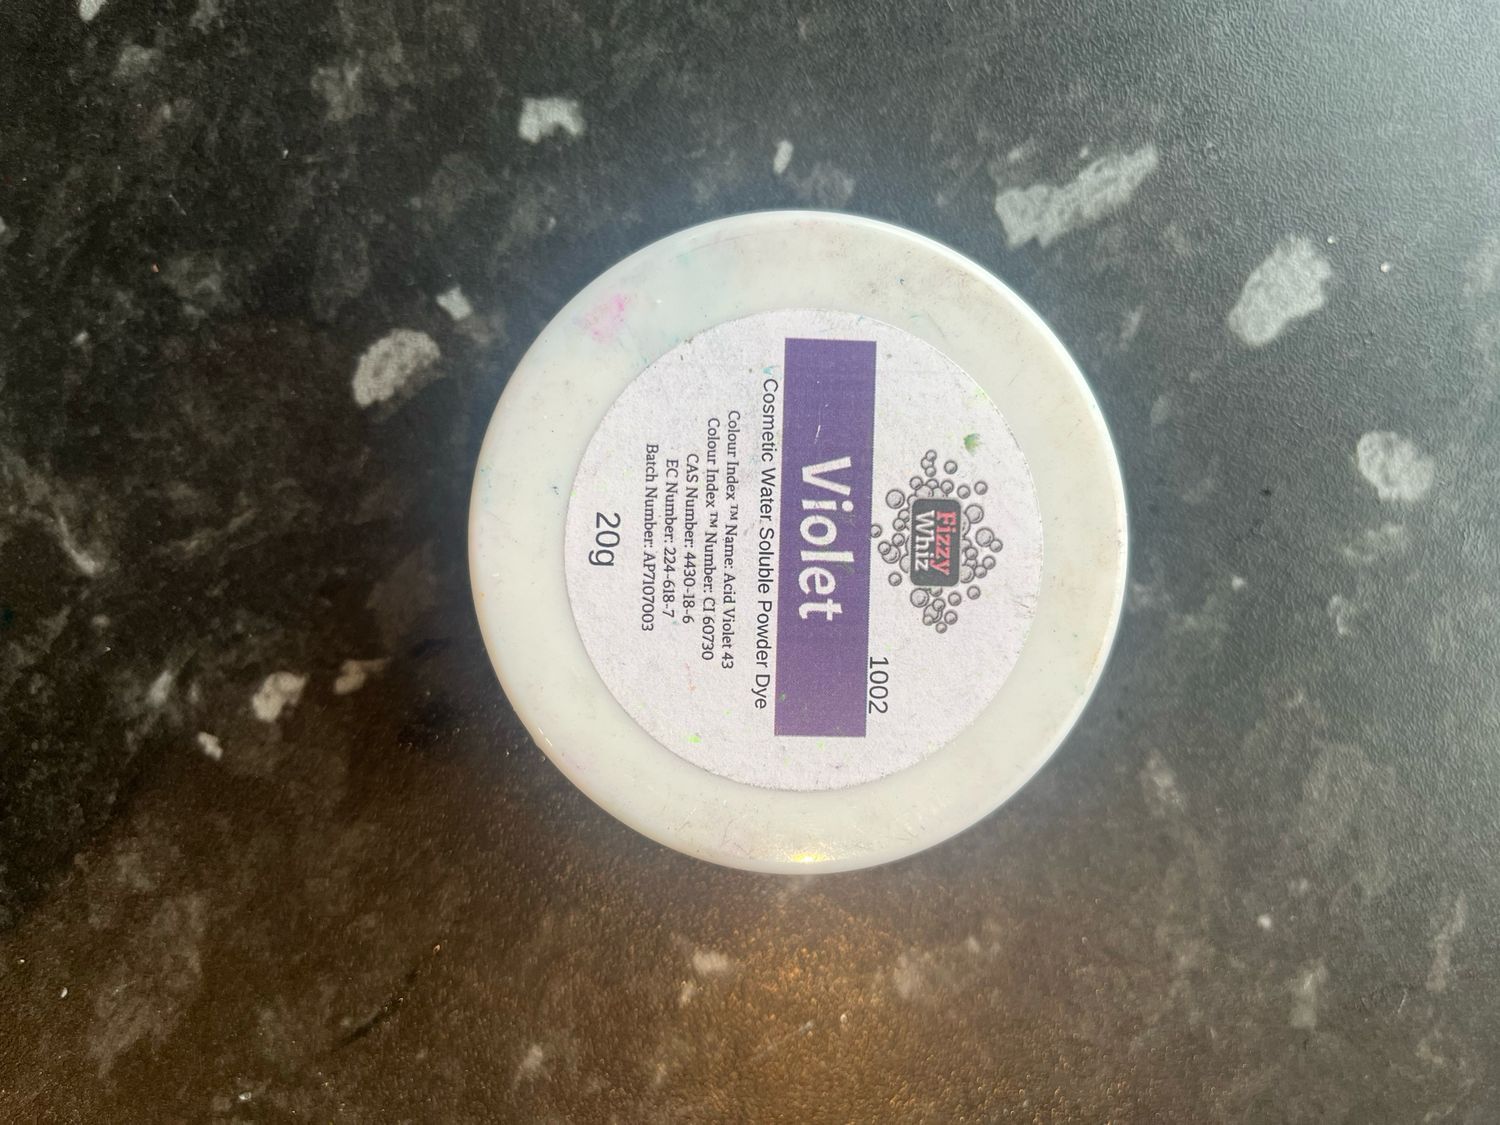 Fizzy
Whiz
1002
Violet
Cosmetic Water Soluble Powder Dye
Colour Index ™ Name: Acid Violet 43
Colour Index ™ Number: CI 60730
CAS Number: 4430-18-6
EC Number: 224-618-7
Batch Number: AP7107003
20g